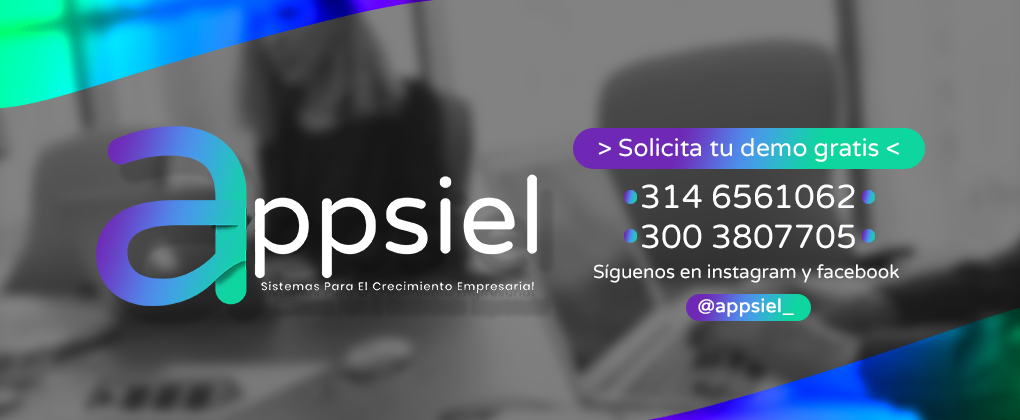 appsiel
Sistemas Para El Crecimiento Empresarial
> Solicita tu demo gratis <
314 6561062
300 3807705
Síguenos en instagram y facebook
@appsiel_